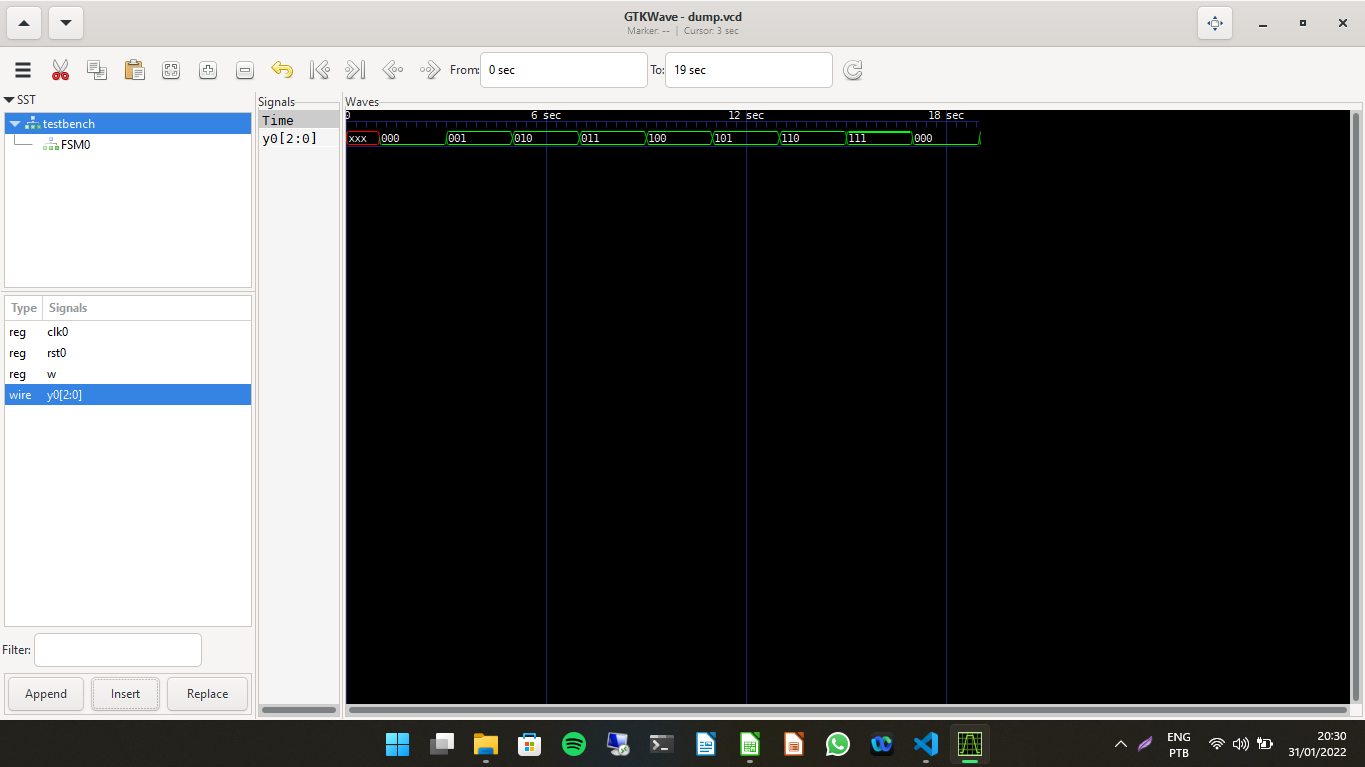 GTKWave - dump.vcd
Marker: -- | Cursor: 3 sec
From: 0 sec To: 19 sec
SST
testbench
FSM0
Type Signals
reg clk0
reg rst0
reg w
wire y0[2:0]
Filter:
Append Insert Replace
Signals
Time
y0[2:0]
Waves
0 6 sec 12 sec 18 sec
xxx 000 001 010 011 100 101 110 111 000
ENG
PTB
20:30
31/01/2022